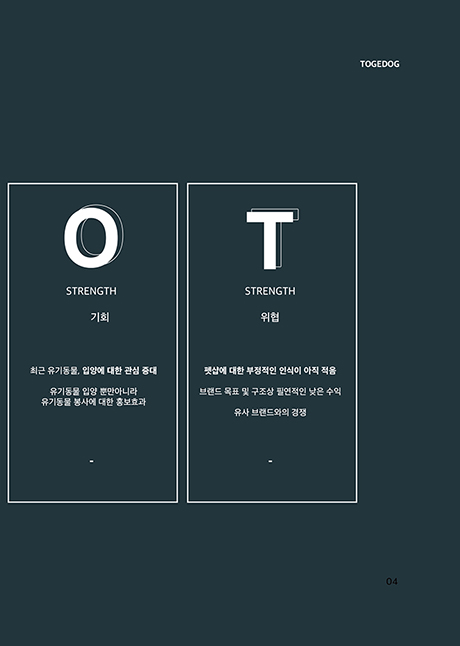 TOGEDOG
O
STRENGTH
기회
최근 유기동물, 입양에 대한 관심 증대
유기동물 입양 뿐만아니라
유기동물 봉사에 대한 홍보효과
-
T
STRENGTH
위협
펫샵에 대한 부정적인 인식이 아직 적음
브랜드 목표 및 구조상 필연적인 낮은 수익
유사 브랜드와의 경쟁
-
04